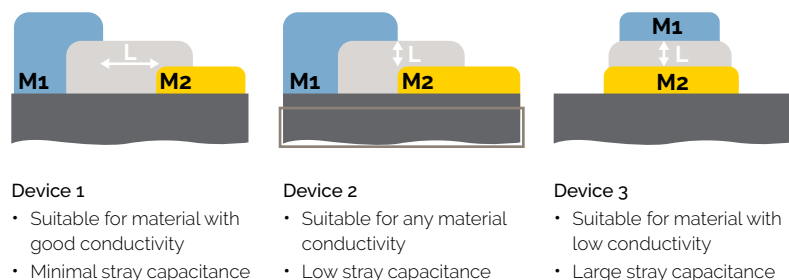 L
M1
M2
L
M1
M2
M1
L
M2
Device 1
• Suitable for material with
good conductivity
• Minimal stray capacitance
Device 2
• Suitable for any material
conductivity
• Low stray capacitance
Device 3
• Suitable for material with
low conductivity
• Large stray capacitance